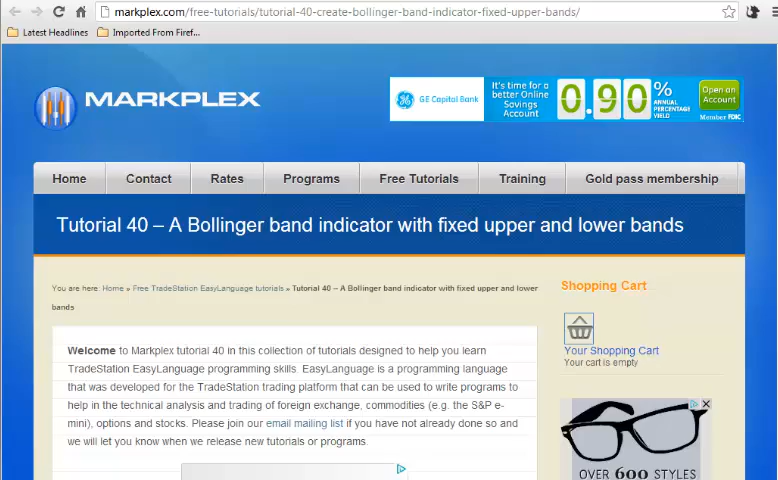 markplex.com/free-tutorials/tutorial-40-create-bollinger-band-indicator-fixed-upper-bands/
Latest Headlines
Imported From Firef...
MARKPLEX
GE Capital Bank
It's time for a
better Online
Savings
Account
0.90%
ANNUAL
PERCENTAGE
YIELD
Open an
Account
Member FDIC
Home
Contact
Rates
Programs
Free Tutorials
Training
Gold pass membership
Tutorial 40 – A Bollinger band indicator with fixed upper and lower bands
You are here: Home » Free TradeStation EasyLanguage tutorials » Tutorial 40 – A Bollinger band indicator with fixed upper and lower
bands
Welcome to Markplex tutorial 40 in this collection of tutorials designed to help you learn
TradeStation EasyLanguage programming skills. EasyLanguage is a programming language
that was developed for the TradeStation trading platform that can be used to write programs to
help in the technical analysis and trading of foreign exchange, commodities (e.g. the S&P e-
mini), options and stocks. Please join our email mailing list if you have not already done so and
we will let you know when we release new tutorials or programs.
Shopping Cart
Your Shopping Cart
Your cart is empty
OVER 600 STYLES